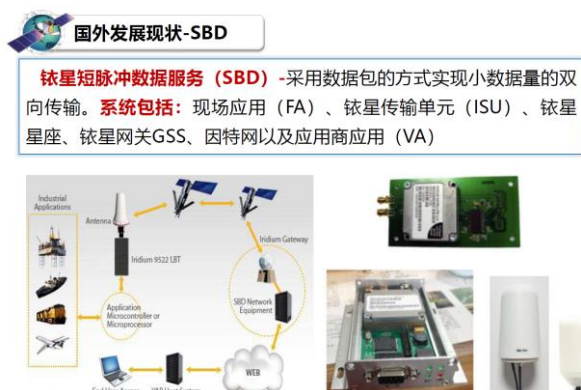 国外发展现状-SBD
铱星短脉冲数据服务（SBD）-采用数据包的方式实现小数据量的双
向传输。系统包括：现场应用（FA）、铱星传输单元（ISU）、铱星
星座、铱星网关GSS、因特网以及应用商应用（VA）
Industrial
Applications
Antenna
Iridium 9522 LBT
Iridium Gateway
Application
Microcontroller or
Microprocessor
SBD Network
Equipment
WEB